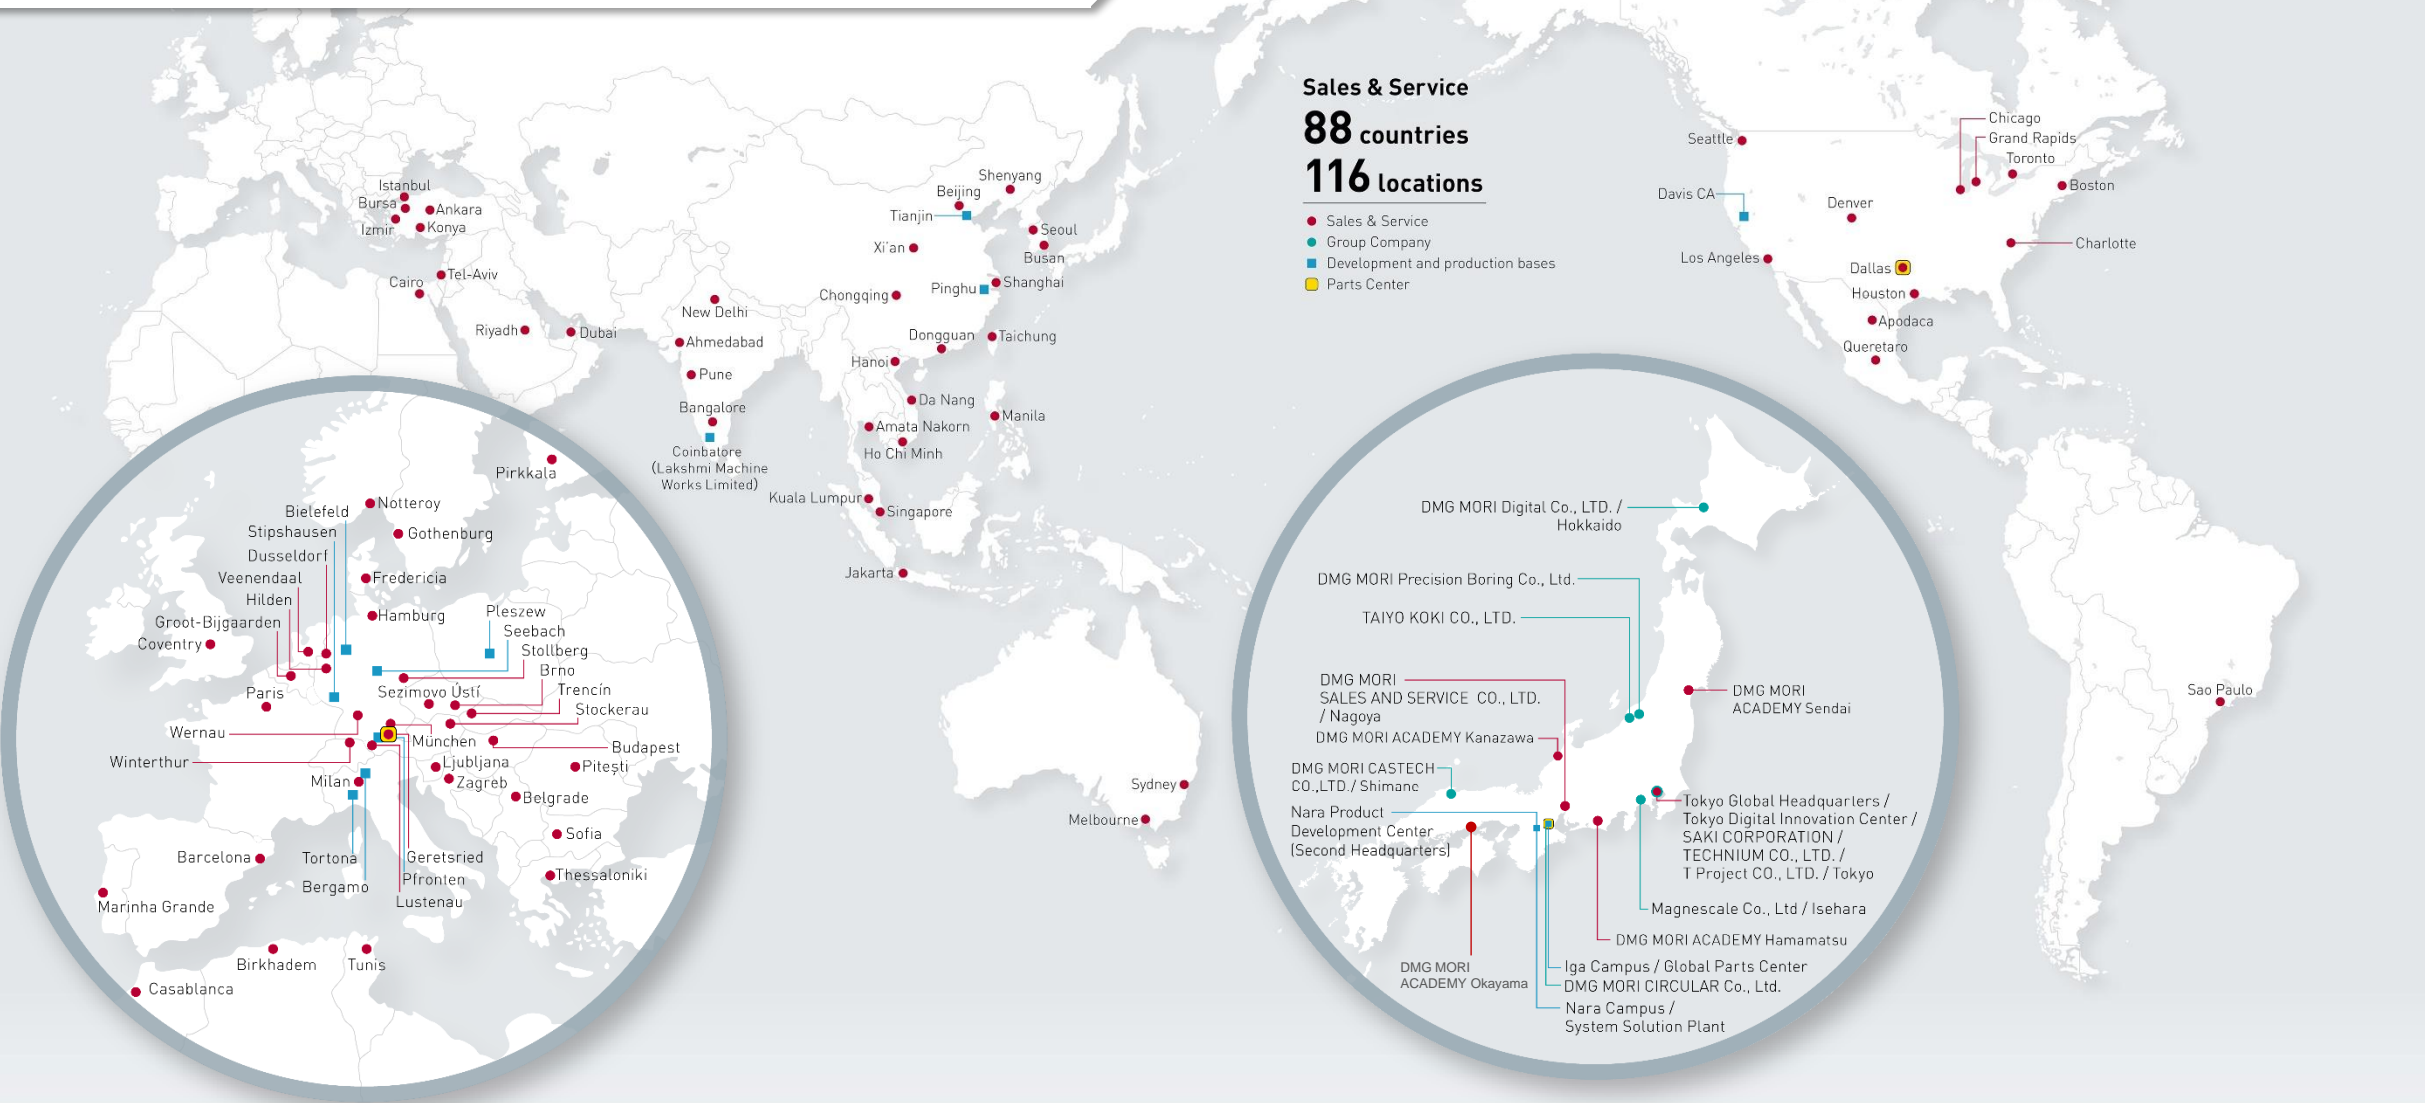 Sales & Service
88 countries
116 locations
Sales & Service
Group Company
Development and production bases
Parts Center
Istanbul
Bursa
Ankara
Izmir
Konya
Tel-Aviv
Cairo
Riyadh
Dubai
New Delhi
Ahmedabad
Pune
Bangalore
Coinbatore
(Lakshmi Machine
Works Limited)
Shenyang
Beijing
Tianjin
Seoul
Xi'an
Busan
Shanghai
Pinghu
Chongqing
Dongguan
Taichung
Hanoi
Da Nang
Manila
Amata Nakorn
Ho Chi Minh
Kuala Lumpur
Singapore
Jakarta
Sydney
Melbourne
Seattle
Chicago
Grand Rapids
Toronto
Boston
Davis CA
Denver
Charlotte
Los Angeles
Dallas
Houston
Apodaca
Queretaro
Sao Paulo
Pirkkala
Notteroy
Bielefeld
Stipshausen
Gothenburg
Dusseldorf
Veenendaal
Fredericia
Hilden
Hamburg
Pleszew
Groot-Bijgaarden
Seebach
Coventry
Stollberg
Brno
Paris
Sezimovo Ústí
Trencín
Stockerau
Wernau
München
Budapest
Winterthur
Ljubljana
Pitești
Milan
Zagreb
Belgrade
Sofia
Barcelona
Tortona
Geretsried
Bergamo
Pfronten
Thessaloniki
Lustenau
Marinha Grande
Birkhadem
Tunis
Casablanca
DMG MORI Digital Co., LTD. /
Hokkaido
DMG MORI Precision Boring Co., Ltd.
TAIYO KOKI CO., LTD.
DMG MORI
SALES AND SERVICE CO., LTD.
/ Nagoya
DMG MORI ACADEMY Kanazawa
DMG MORI CASTECH
CO.,LTD./ Shimane
Nara Product
Development Center
(Second Headquarters)
DMG MORI
ACADEMY Okayama
DMG MORI
ACADEMY Sendai
Tokyo Global Headquarters /
Tokyo Digital Innovation Center /
SAKI CORPORATION /
TECHNIUM CO., LTD. /
T Project CO., LTD. / Tokyo
Magnescale Co., Ltd / Isehara
DMG MORI ACADEMY Hamamatsu
Iga Campus / Global Parts Center
DMG MORI CIRCULAR Co., Ltd.
Nara Campus /
System Solution Plant